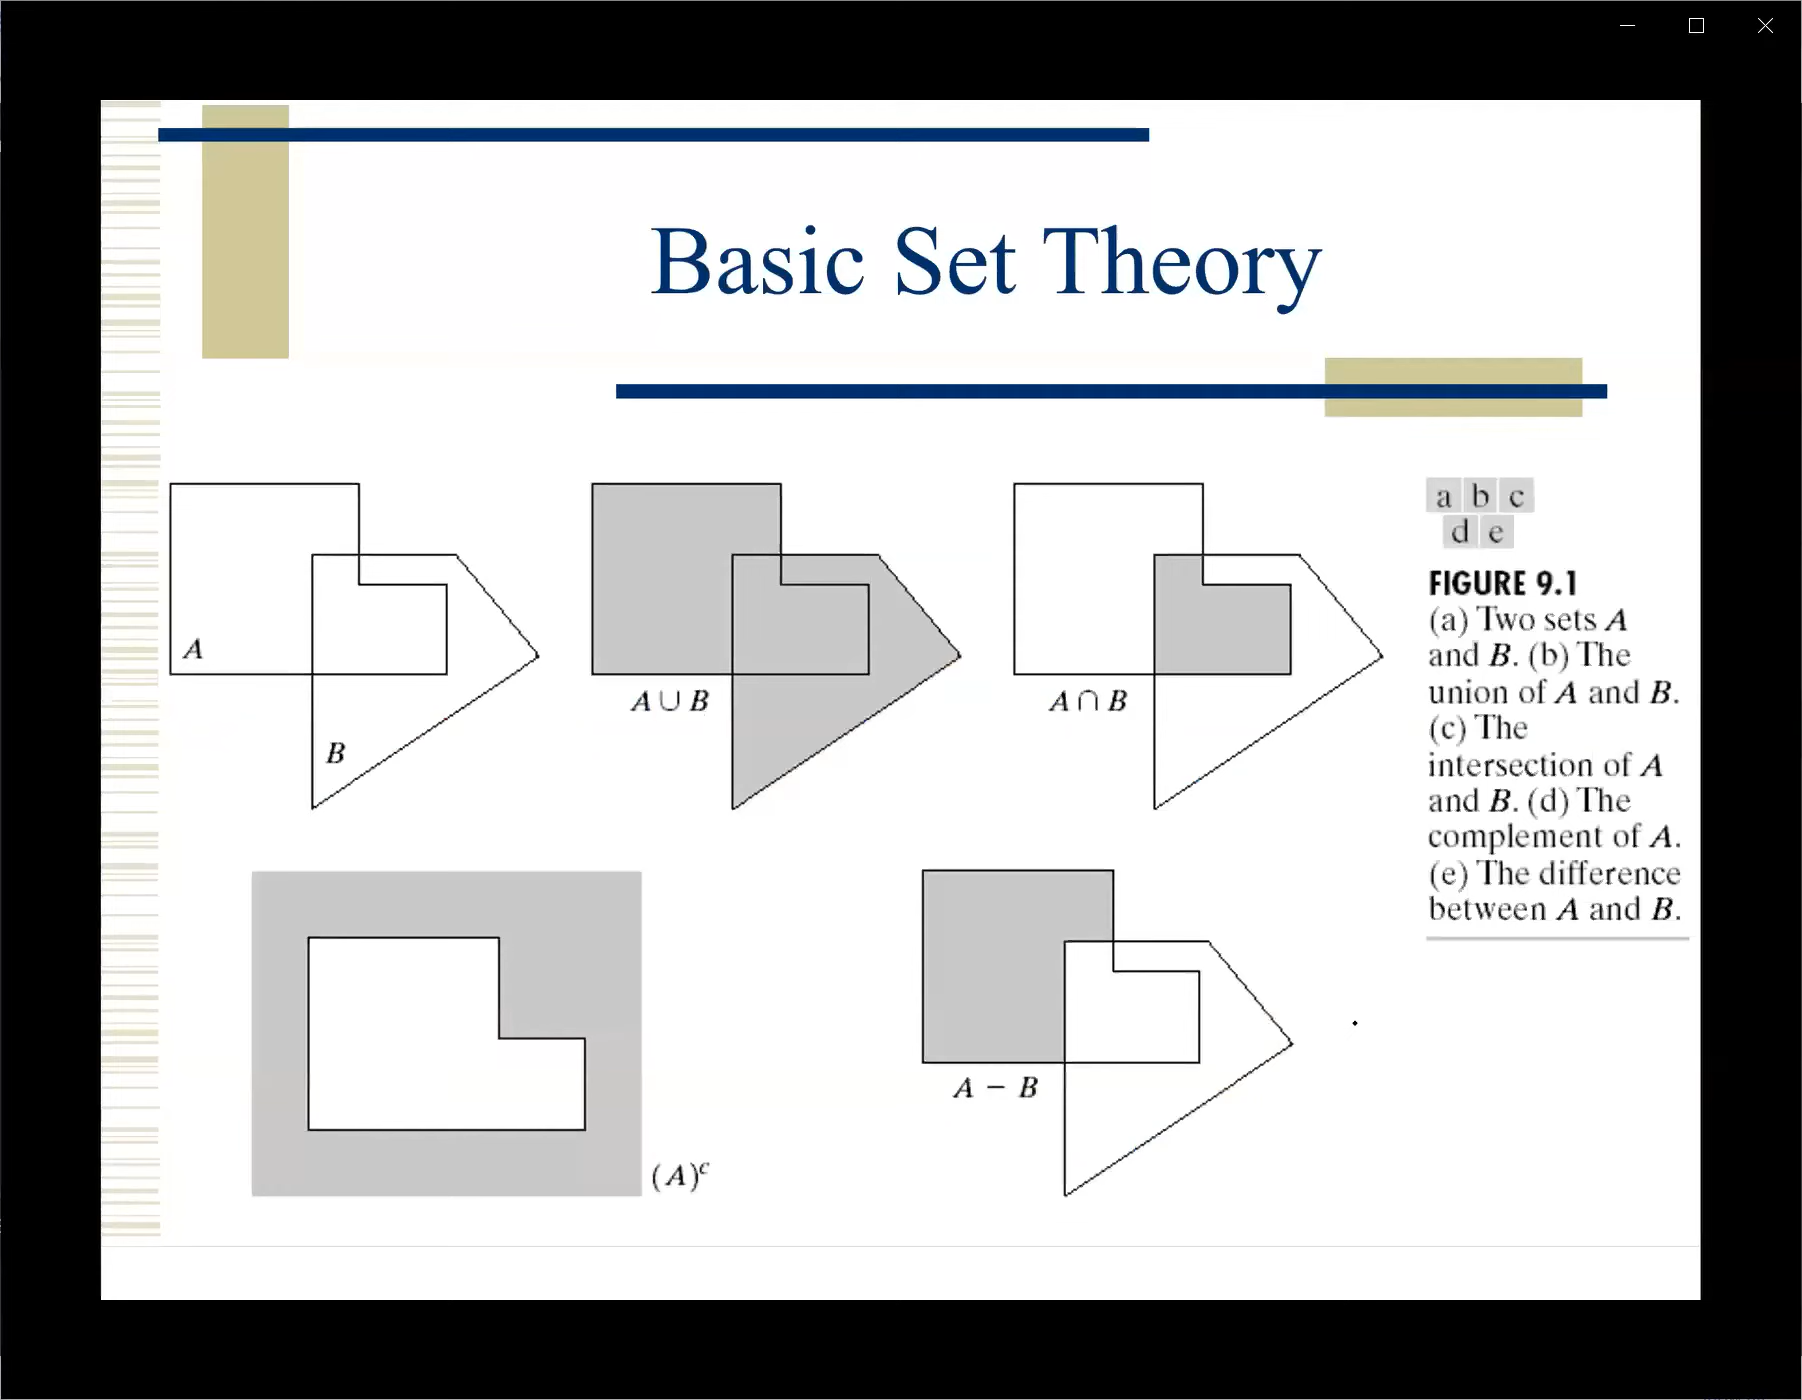 Basic Set Theory
A
B
A ∪ B
A ∩ B
a b c
d e
FIGURE 9.1
(a) Two sets A
and B. (b) The
union of A and B.
(c) The
intersection of A
and B. (d) The
complement of A.
(e) The difference
between A and B.
(A)ᶜ
A − B